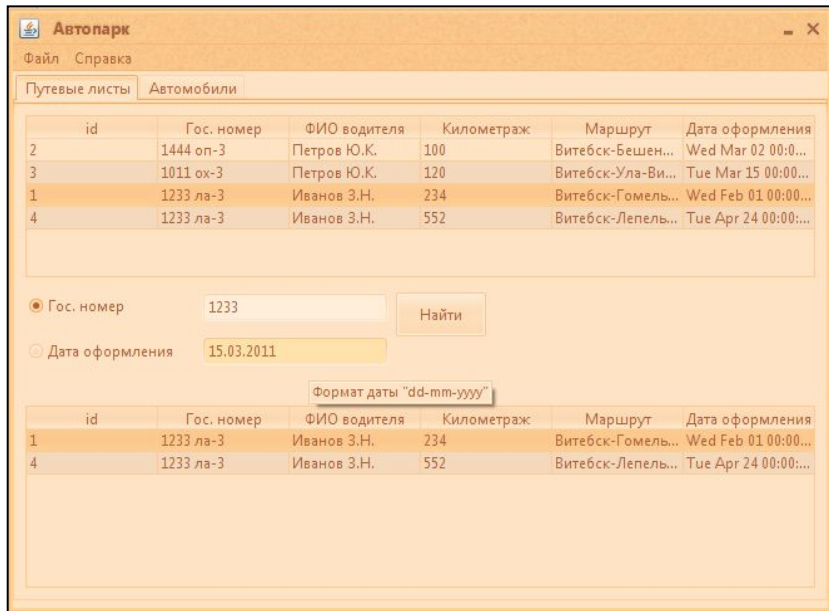 Автопарк
Файл Справка
Путевые листы Автомобили
id Гос. номер ФИО водителя Километраж Маршрут Дата оформления
2 1444 оп-3 Петров Ю.К. 100 Витебск-Бешен... Wed Mar 02 00:0...
3 1011 ох-3 Петров Ю.К. 120 Витебск-Ула-Ви... Tue Mar 15 00:00...
1 1233 ла-3 Иванов З.Н. 234 Витебск-Гомель... Wed Feb 01 00:00...
4 1233 ла-3 Иванов З.Н. 552 Витебск-Лепель... Tue Apr 24 00:00:...
Гос. номер 1233 Найти
Дата оформления 15.03.2011
Формат даты "dd-mm-yyyy"
id Гос. номер ФИО водителя Километраж Маршрут Дата оформления
1 1233 ла-3 Иванов З.Н. 234 Витебск-Гомель... Wed Feb 01 00:00...
4 1233 ла-3 Иванов З.Н. 552 Витебск-Лепель... Tue Apr 24 00:00:...